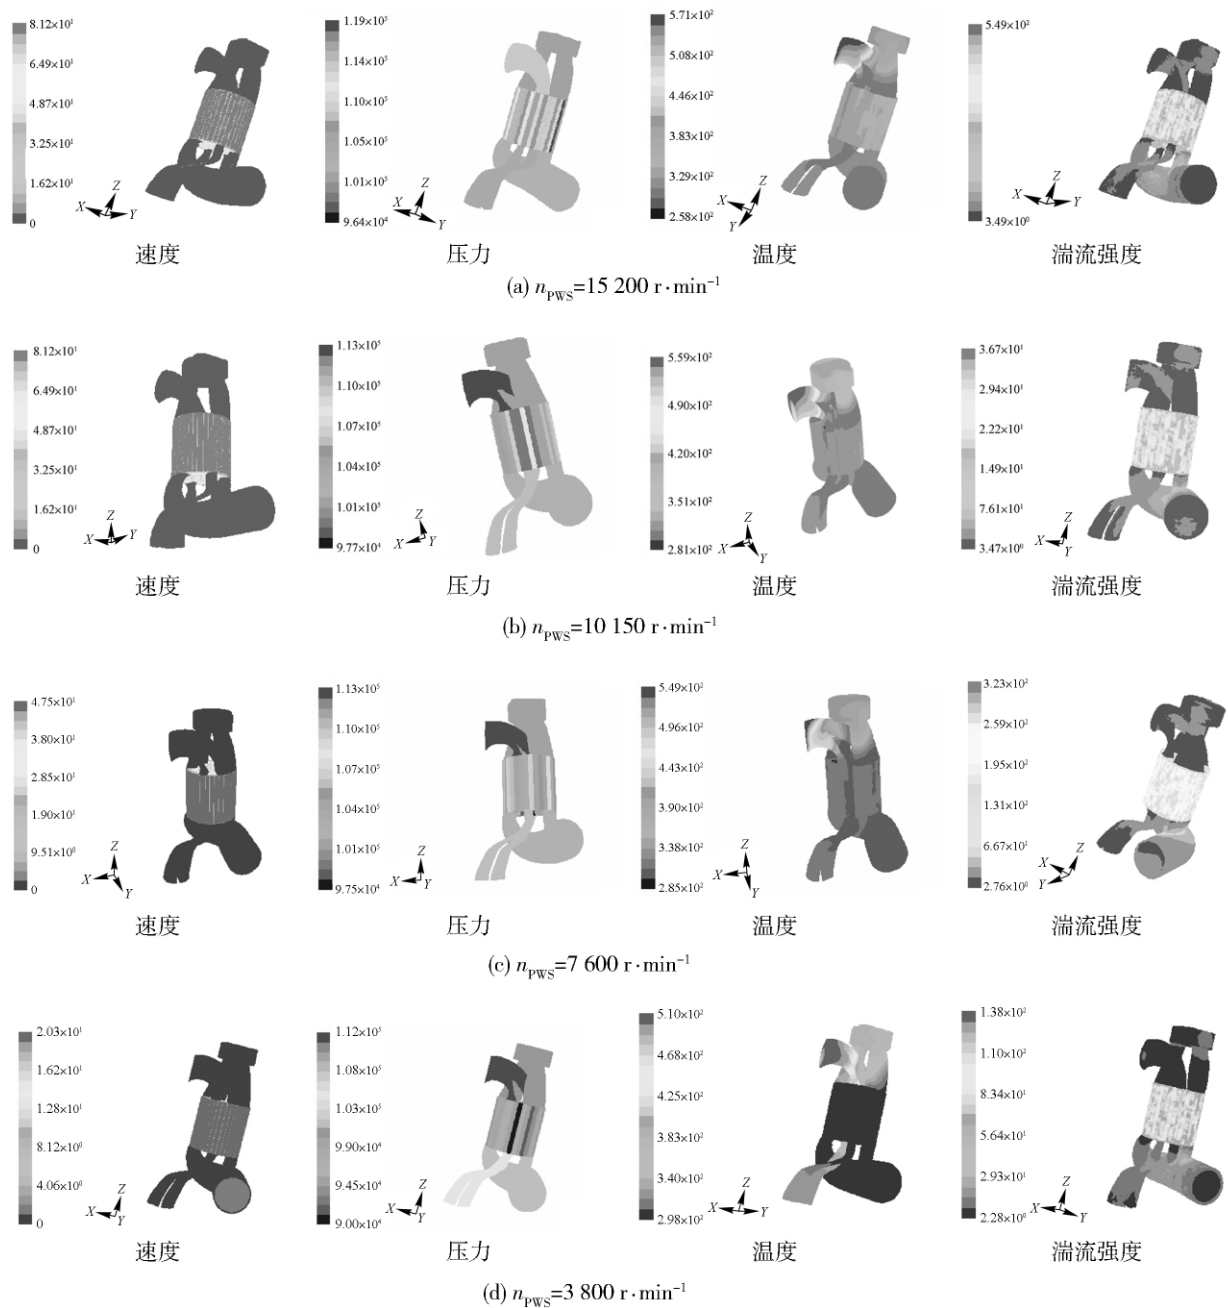 8.12×10¹
6.49×10¹
4.87×10¹
3.25×10¹
1.62×10¹
0
X Z Y
速度
1.19×10⁵
1.14×10⁵
1.10×10⁵
1.05×10⁵
1.01×10⁵
9.64×10⁴
X Z Y
压力
5.71×10²
5.08×10²
4.46×10²
3.83×10²
3.29×10²
2.58×10²
X Z Y
温度
5.49×10²
3.49×10⁰
X Z Y
湍流强度
(a) nPWS=15 200 r·min⁻¹
8.12×10¹
6.49×10¹
4.87×10¹
3.25×10¹
1.62×10¹
0
X Z Y
速度
1.13×10⁵
1.10×10⁵
1.07×10⁵
1.04×10⁵
1.01×10⁵
9.77×10⁴
X Z Y
压力
5.59×10²
4.90×10²
4.20×10²
3.51×10²
2.81×10²
X Z Y
温度
3.67×10¹
2.94×10¹
2.22×10¹
1.49×10¹
7.61×10¹
3.47×10⁰
X Z Y
湍流强度
(b) nPWS=10 150 r·min⁻¹
4.75×10¹
3.80×10¹
2.85×10¹
1.90×10¹
9.51×10⁰
0
X Z Y
速度
1.13×10⁵
1.10×10⁵
1.07×10⁵
1.04×10⁵
1.01×10⁵
9.75×10⁴
X Z Y
压力
5.49×10²
4.96×10²
4.43×10²
3.90×10²
3.38×10²
2.85×10²
X Z Y
温度
3.23×10²
2.59×10²
1.95×10²
1.31×10²
6.67×10¹
2.76×10⁰
X Z Y
湍流强度
(c) nPWS=7 600 r·min⁻¹
2.03×10¹
1.62×10¹
1.28×10¹
8.12×10⁰
4.06×10⁰
0
X Z Y
速度
1.12×10⁵
1.08×10⁵
1.03×10⁵
9.90×10⁴
9.45×10⁴
9.00×10⁴
X Z Y
压力
5.10×10²
4.68×10²
4.25×10²
3.83×10²
3.40×10²
2.98×10²
X Z Y
温度
1.38×10²
1.10×10²
8.34×10¹
5.64×10¹
2.93×10¹
2.28×10⁰
X Z Y
湍流强度
(d) nPWS=3 800 r·min⁻¹